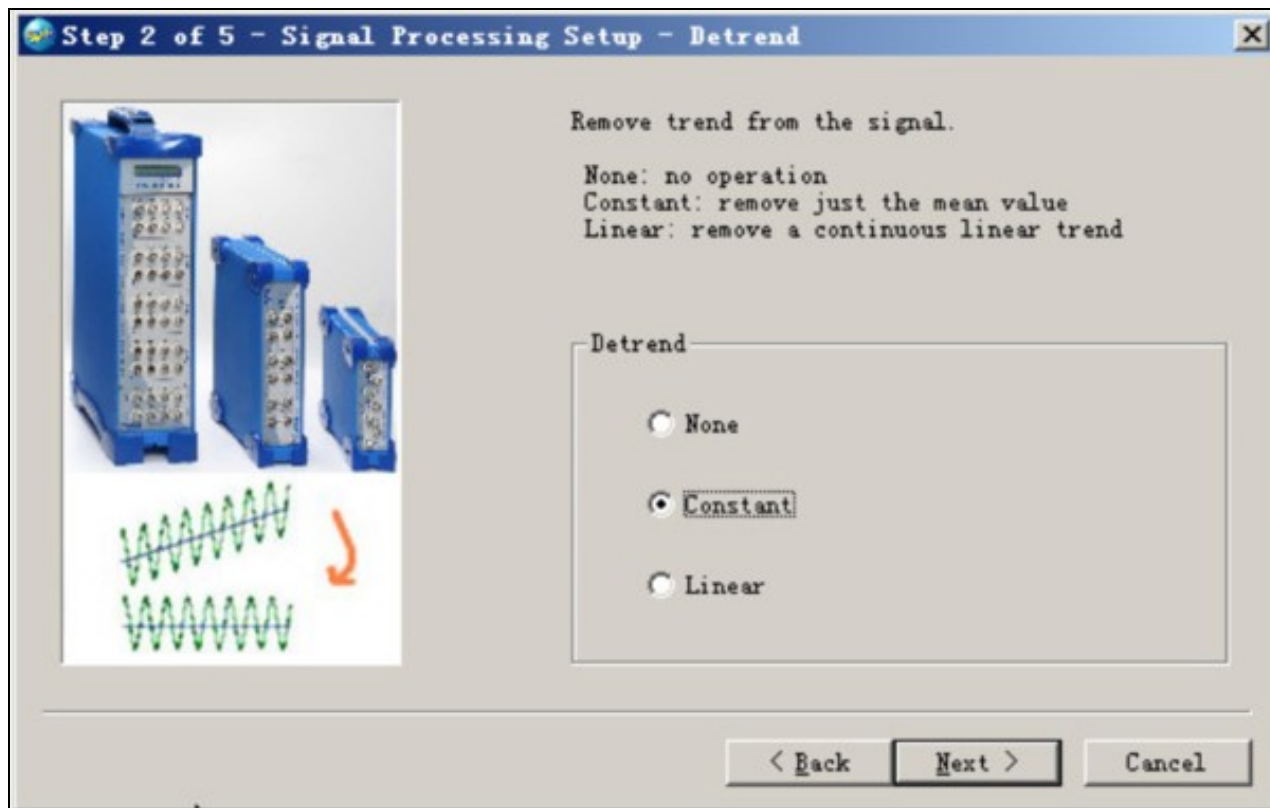 Step 2 of 5 - Signal Processing Setup - Detrend
Remove trend from the signal.
None: no operation
Constant: remove just the mean value
Linear: remove a continuous linear trend
Detrend
None
Constant
Linear
< Back
Next >
Cancel